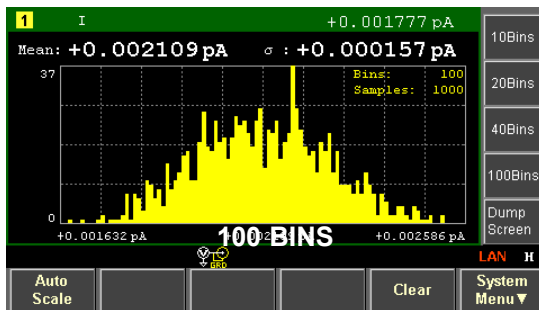 1 I +0.001777 pA
Mean: +0.002109 pA σ : +0.000157 pA
37
Bins: 100
Samples: 1000
0
+0.001632 pA
+0.002586 pA
100 BINS
10Bins
20Bins
40Bins
100Bins
Dump
Screen
V
GRD
LAN H
Auto
Scale
Clear
System
Menu▼